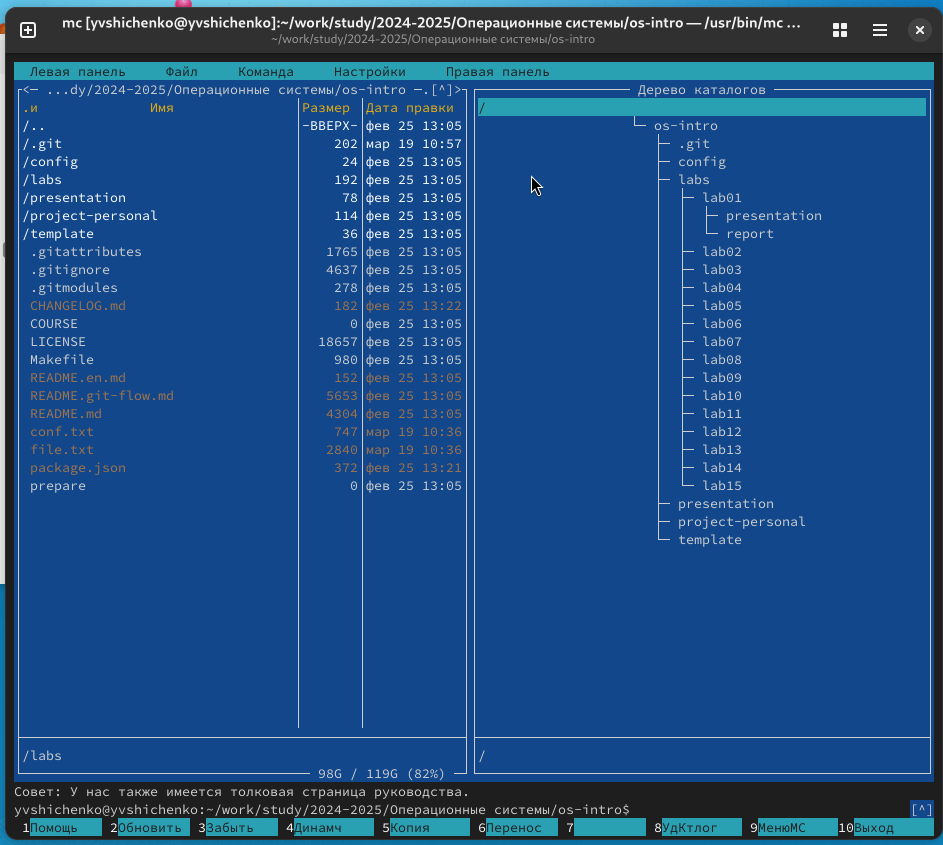 mc [yvshichenko@yvshichenko]:~/work/study/2024-2025/Операционные системы/os-intro — /usr/bin/mc ...
~/work/study/2024-2025/Операционные системы/os-intro
Левая панель Файл Команда Настройки Правая панель
<— ...dy/2024-2025/Операционные системы/os-intro —.[^]>
.и Имя Размер Дата правки
/.. -ВВЕРХ- фев 25 13:05
/.git 202 мар 19 10:57
/config 24 фев 25 13:05
/labs 192 фев 25 13:05
/presentation 78 фев 25 13:05
/project-personal 114 фев 25 13:05
/template 36 фев 25 13:05
.gitattributes 1765 фев 25 13:05
.gitignore 4637 фев 25 13:05
.gitmodules 278 фев 25 13:05
CHANGELOG.md 182 фев 25 13:22
COURSE 0 фев 25 13:05
LICENSE 18657 фев 25 13:05
Makefile 980 фев 25 13:05
README.en.md 152 фев 25 13:05
README.git-flow.md 5653 фев 25 13:05
README.md 4304 фев 25 13:05
conf.txt 747 мар 19 10:36
file.txt 2840 мар 19 10:36
package.json 372 фев 25 13:21
prepare 0 фев 25 13:05
/labs
98G / 119G (82%)
Дерево каталогов
/
os-intro
.git
config
labs
lab01
presentation
report
lab02
lab03
lab04
lab05
lab06
lab07
lab08
lab09
lab10
lab11
lab12
lab13
lab14
lab15
presentation
project-personal
template
/
Совет: У нас также имеется толковая страница руководства.
yvshichenko@yvshichenko:~/work/study/2024-2025/Операционные системы/os-intro$ [^]
1Помощь 2Обновить 3Забыть 4Динамч 5Копия 6Перенос 7 8УдКтлог 9МенюМС 10Выход